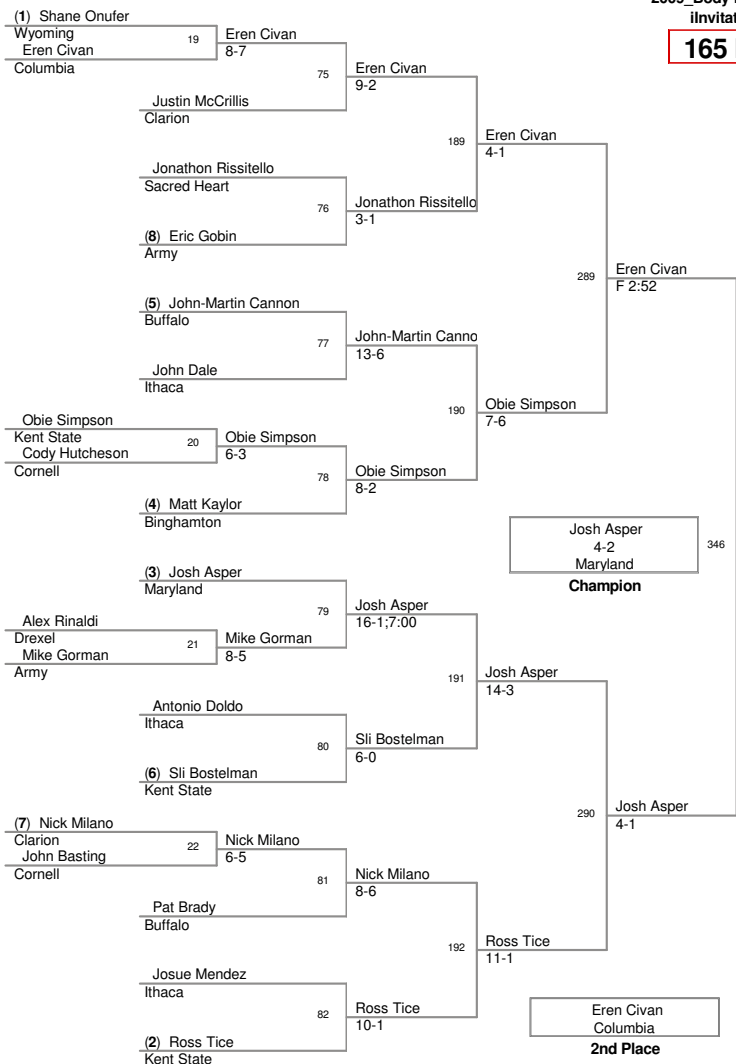 2009_Body
iInvitat
165
(1) Shane Onufer
Wyoming
19
Eren Civan
Columbia
Eren Civan
8-7
75
Justin McCrillis
Clarion
Eren Civan
9-2
189
Jonathon Rissitello
Sacred Heart
76
(8) Eric Gobin
Army
Jonathon Rissitello
3-1
Eren Civan
4-1
289
(5) John-Martin Cannon
Buffalo
77
John Dale
Ithaca
John-Martin Canno
13-6
190
Obie Simpson
Kent State
20
Cody Hutcheson
Cornell
Obie Simpson
6-3
78
(4) Matt Kaylor
Binghamton
Obie Simpson
8-2
Obie Simpson
7-6
Eren Civan
F 2:52
Josh Asper
4-2
Maryland
346
Champion
(3) Josh Asper
Maryland
79
Alex Rinaldi
Drexel
21
Mike Gorman
Army
Mike Gorman
8-5
Josh Asper
16-1;7:00
191
Antonio Doldo
Ithaca
80
(6) Sli Bostelman
Kent State
Sli Bostelman
6-0
Josh Asper
14-3
290
(7) Nick Milano
Clarion
22
John Basting
Cornell
Nick Milano
6-5
81
Pat Brady
Buffalo
Nick Milano
8-6
192
Josue Mendez
Ithaca
82
(2) Ross Tice
Kent State
Ross Tice
10-1
Ross Tice
11-1
Josh Asper
4-1
Eren Civan
Columbia
2nd Place